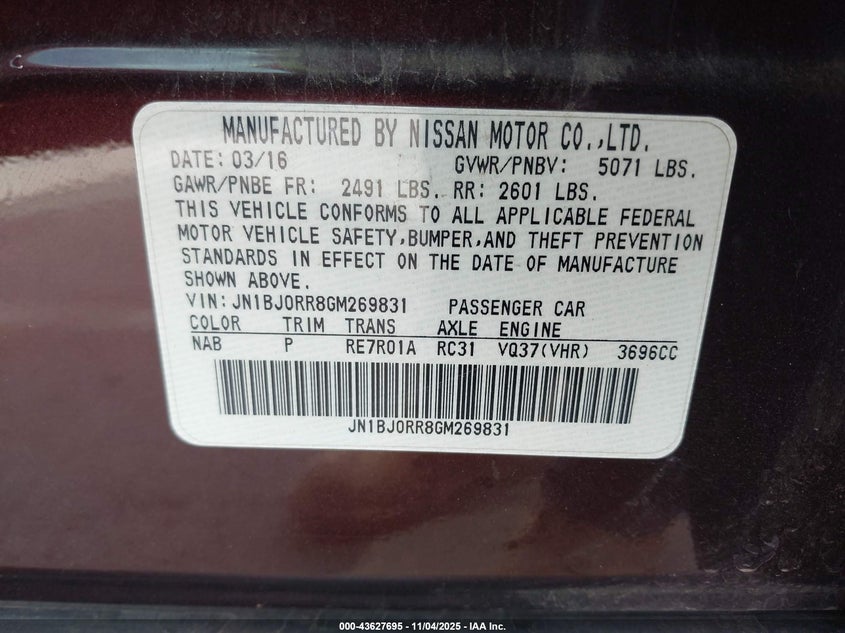 MANUFACTURED BY NISSAN MOTOR CO.,LTD.
DATE: 03/16 GVWR/PNBV: 5071 LBS.
GAWR/PNBE FR: 2491 LBS. RR: 2601 LBS.
THIS VEHICLE CONFORMS TO ALL APPLICABLE FEDERAL
MOTOR VEHICLE SAFETY,BUMPER,AND THEFT PREVENTION
STANDARDS IN EFFECT ON THE DATE OF MANUFACTURE
SHOWN ABOVE.
VIN: JN1BJ0RR8GM269831 PASSENGER CAR
COLOR TRIM TRANS AXLE ENGINE
NAB P RE7R01A RC31 VQ37(VHR) 3696CC
JN1BJ0RR8GM269831
000-43627695 - 11/04/2025 - IAA Inc.